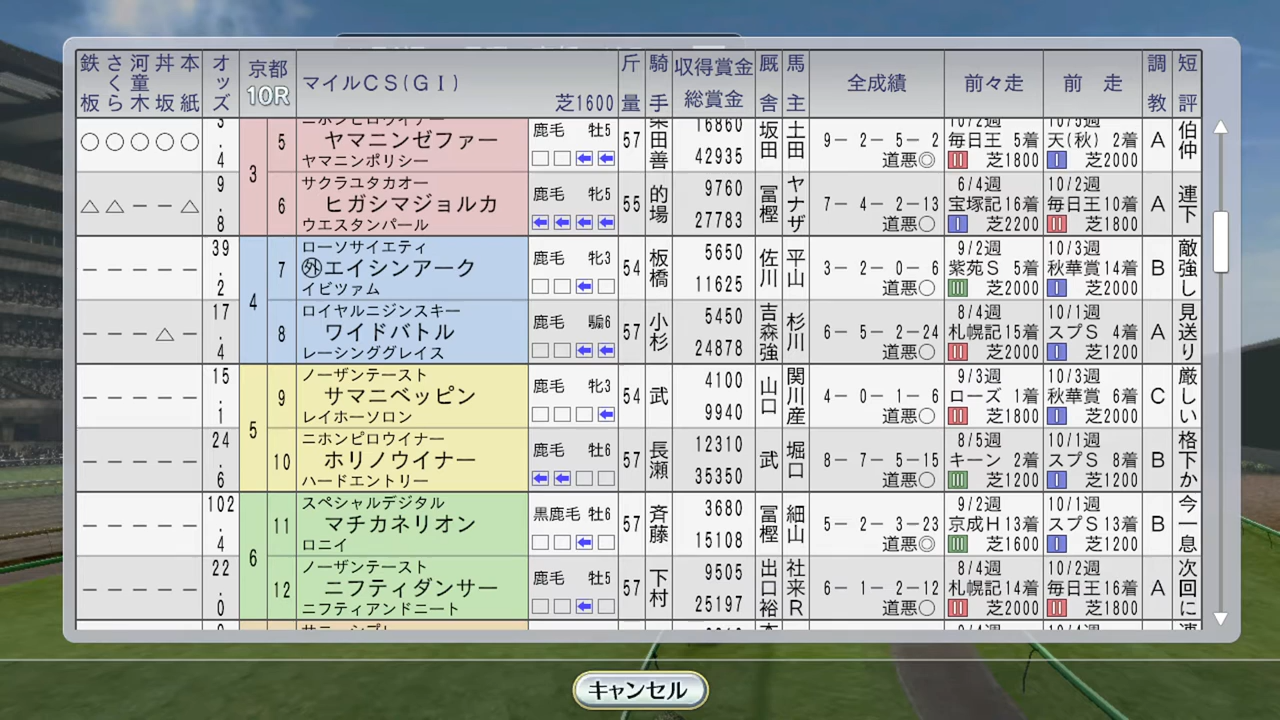 鉄板 さくら 河童木 丼坂 本紙 オッズ 京都10R マイルCS(GⅠ) 芝1600 斤量 騎手 収得賞金 総賞金 厩舎 馬主 全成績 前々走 前走 調教 短評
○○○○○ 3.4 3 5 ニホンピロウイナー 鹿毛 牡5 57 柴田善 16860 坂田 土田 9-2-5-2 10/2週 10/5週 A 伯仲
ヤマニンゼファー 毎日王 5着 天(秋) 2着
ヤマニンポリシー ←← 42935 道悪◎ Ⅱ 芝1800 Ⅰ 芝2000
△△--△ 9.8 6 サクラユタカオー 鹿毛 牝5 55 的場 9760 冨樫 ヤナザ 7-4-2-13 6/4週 10/2週 A 連下
ヒガシマジョルカ 宝塚記16着 毎日王10着
ウエスタンパール ←←←← 27783 道悪○ Ⅰ 芝2200 Ⅱ 芝1800
----- 39.2 4 7 ローソサイエティ 鹿毛 牝3 54 板橋 5650 佐川 平山 3-2-0-6 9/2週 10/3週 B 敵強し
外エイシンアーク 紫苑S 5着 秋華賞14着
イビツァム ← 11625 道悪○ Ⅲ 芝2000 Ⅰ 芝2000
---△- 17.4 8 ロイヤルニジンスキー 鹿毛 騸6 57 小杉 5450 吉森強 杉川 6-5-2-24 8/4週 10/1週 A 見送り
ワイドバトル 札幌記15着 スプS 4着
レーシンググレイス ←← 24878 道悪○ Ⅱ 芝2000 Ⅰ 芝1200
----- 15.1 5 9 ノーザンテースト 鹿毛 牝3 54 武 4100 山口 関川産 4-0-1-6 9/3週 10/3週 C 厳しい
サマニベッピン ローズ 1着 秋華賞 6着
レイホーソロン ← 9940 道悪○ Ⅱ 芝1800 Ⅰ 芝2000
----- 24.6 10 ニホンピロウイナー 鹿毛 牡6 57 長瀬 12310 武 堀口 8-7-5-15 8/5週 10/1週 B 格下か
ホリノウイナー キーン 2着 スプS 8着
ハードエントリー ←← 35350 道悪○ Ⅲ 芝1200 Ⅰ 芝1200
----- 102.4 6 11 スペシャルデジタル 黒鹿毛 牡6 57 斉藤 3680 冨樫 細山 5-2-3-23 9/2週 10/1週 B 今一息
マチカネリオン 京成H13着 スプS13着
ロニイ ← 15108 道悪◎ Ⅲ 芝1600 Ⅰ 芝1200
----- 22.0 12 ノーザンテースト 鹿毛 牡5 57 下村 9505 出口裕 社来R 6-1-2-12 8/4週 10/2週 A 次回に
ニフティダンサー 札幌記14着 毎日王16着
ニフティアンドニート ← 25197 道悪○ Ⅱ 芝2000 Ⅱ 芝1800
キャンセル